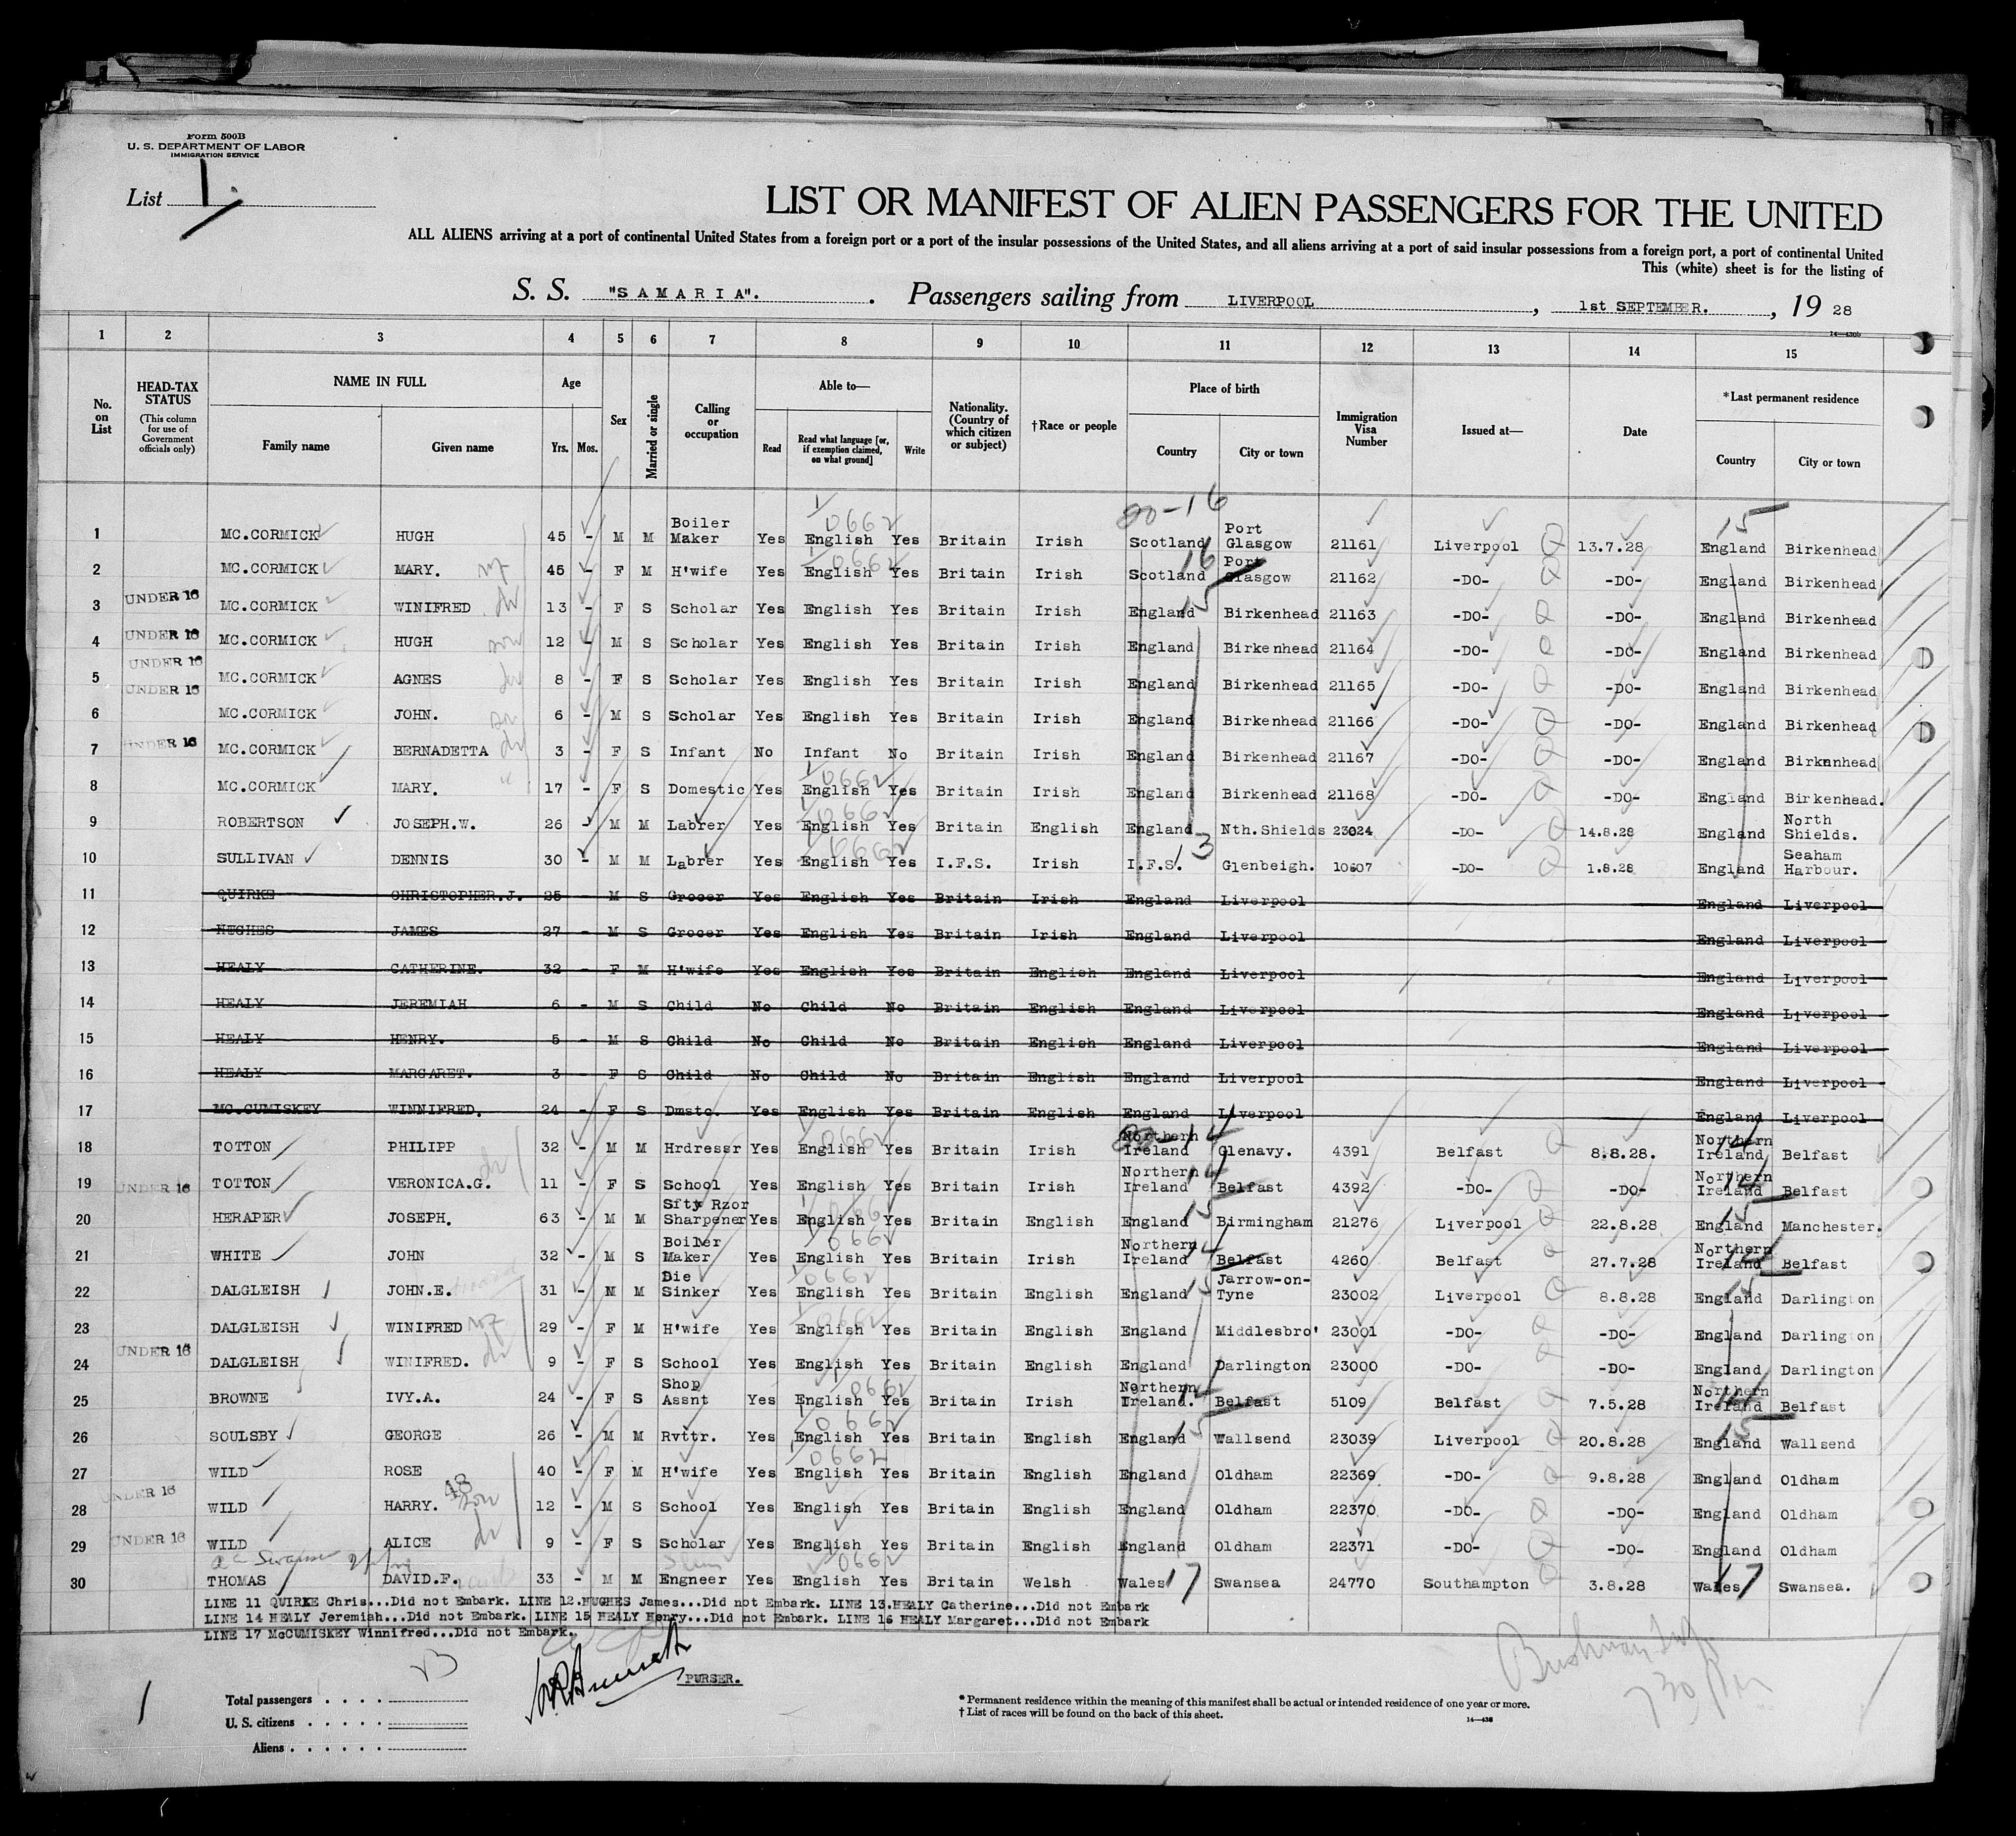 Form 500B
U. S. DEPARTMENT OF LABOR
IMMIGRATION SERVICE
List 1.
LIST OR MANIFEST OF ALIEN PASSENGERS FOR THE UNITED
ALL ALIENS arriving at a port of continental United States from a foreign port or a port of the insular possessions of the United States, and all aliens arriving at a port of said insular possessions from a foreign port, a port of continental United
This (white) sheet is for the listing of
S. S. "SAMARIA". Passengers sailing from LIVERPOOL, 1st SEPTEMBER., 19 28
14—430b
1 2 3 4 5 6 7 8 9 10 11 12 13 14 15
No. on List
HEAD-TAX STATUS (This column for use of Government officials only)
NAME IN FULL Family name Given name
Age Yrs. Mos.
Sex
Married or single
Calling or occupation
Able to— Read Read what language [or, if exemption claimed, on what ground] Write
Nationality. (Country of which citizen or subject)
†Race or people
Place of birth Country City or town
Immigration Visa Number
Issued at—
Date
*Last permanent residence Country City or town
1 MC.CORMICK HUGH 45 - M M Boiler Maker Yes English Yes Britain Irish Scotland Port Glasgow 21161 Liverpool 13.7.28 England Birkenhead
2 MC.CORMICK MARY. 45 - F M H'wife Yes English Yes Britain Irish Scotland Port Glasgow 21162 -DO- -DO- England Birkenhead
3 UNDER 16 MC.CORMICK WINIFRED 13 - F S Scholar Yes English Yes Britain Irish England Birkenhead 21163 -DO- -DO- England Birkenhead
4 UNDER 16 MC.CORMICK HUGH 12 - M S Scholar Yes English Yes Britain Irish England Birkenhead 21164 -DO- -DO- England Birkenhead
5 UNDER 16 MC.CORMICK AGNES 8 - F S Scholar Yes English Yes Britain Irish England Birkenhead 21165 -DO- -DO- England Birkenhead
6 UNDER 16 MC.CORMICK JOHN. 6 - M S Scholar Yes English Yes Britain Irish England Birkenhead 21166 -DO- -DO- England Birkenhead
7 UNDER 16 MC.CORMICK BERNADETTA 3 - F S Infant No Infant No Britain Irish England Birkenhead 21167 -DO- -DO- England Birknnhead
8 MC.CORMICK MARY. 17 - F S Domestic Yes English Yes Britain Irish England Birkenhead 21168 -DO- -DO- England Birkenhead.
9 ROBERTSON JOSEPH.W. 26 - M M Labrer Yes English Yes Britain English England Nth.Shields 23024 -DO- 14.8.28 England North Shields.
10 SULLIVAN DENNIS 30 - M M Labrer Yes English Yes I.F.S. Irish I.F.S. Glenbeigh. 10607 -DO- 1.8.28 England Seaham Harbour.
11 QUIRKE CHRISTOPHER.J. 25 - M S Grocer Yes English Yes Britain Irish England Liverpool England Liverpool
12 HUGHES JAMES 27 - M S Grocer Yes English Yes Britain Irish England Liverpool England Liverpool
13 HEALY CATHERINE. 32 - F M H'wife Yes English Yes Britain English England Liverpool England Liverpool
14 HEALY JEREMIAH 6 - M S Child No Child No Britain English England Liverpool England Liverpool
15 HEALY HENRY. 5 - M S Child No Child No Britain English England Liverpool England Liverpool
16 HEALY MARGARET. 3 - F S Child No Child No Britain English England Liverpool England Liverpool
17 MC.CUMISKEY WINNIFRED. 24 - F S Dmstc. Yes English Yes Britain English England Liverpool England Liverpool
18 TOTTON PHILIPP 32 - M M Hrdressr Yes English Yes Britain Irish Northern Ireland Glenavy. 4391 Belfast 8.8.28. Northern Ireland Belfast
19 UNDER 16 TOTTON VERONICA.G. 11 - F S School Yes English Yes Britain Irish Northern Ireland Belfast 4392 -DO- -DO- Northern Ireland Belfast
20 HERAPER JOSEPH. 63 - M M Sfty Rzor Sharpener Yes English Yes Britain English England Birmingham 21276 Liverpool 22.8.28 England Manchester.
21 WHITE JOHN 32 - M S Boiler Maker Yes English Yes Britain Irish Northern Ireland Belfast 4260 Belfast 27.7.28 Northern Ireland Belfast
22 DALGLEISH JOHN.E. 31 - M M Die Sinker Yes English Yes Britain English England Jarrow-on-Tyne 23002 Liverpool 8.8.28 England Darlington
23 DALGLEISH WINIFRED 29 - F M H'wife Yes English Yes Britain English England Middlesbro' 23001 -DO- -DO- England Darlington
24 UNDER 16 DALGLEISH WINIFRED. 9 - F S School Yes English Yes Britain English England Darlington 23000 -DO- -DO- England Darlington
25 BROWNE IVY.A. 24 - F S Shop Assnt Yes English Yes Britain Irish Northern Ireland. Belfast 5109 Belfast 7.5.28 Northern Ireland Belfast
26 SOULSBY GEORGE 26 - M M Rvttr. Yes English Yes Britain English England Wallsend 23039 Liverpool 20.8.28 England Wallsend
27 WILD ROSE 40 - F M H'wife Yes English Yes Britain English England Oldham 22369 -DO- 9.8.28 England Oldham
28 UNDER 16 WILD HARRY. 12 - M S School Yes English Yes Britain English England Oldham 22370 -DO- -DO- England Oldham
29 UNDER 16 WILD ALICE 9 - F S Scholar Yes English Yes Britain English England Oldham 22371 -DO- -DO- England Oldham
30 THOMAS DAVID.F. 33 - M M Engneer Yes English Yes Britain Welsh Wales 17 Swansea 24770 Southampton 3.8.28 Wales 17 Swansea.
LINE 11 QUIRKE Chris...Did not Embark. LINE 12.HUGHES James...Did not Embark. LINE 13.HEALY Catherine...Did not Embark
LINE 14 HEALY Jeremiah...Did not Embark. LINE 15 HEALY Henry...Did not Embark. LINE 16 HEALY Margaret...Did not Embark
LINE 17 McCUMISKEY Winnifred...Did not Embark.
PURSER.
Total passengers . . . .
U. S. citizens . . . . .
Aliens . . . . . .
* Permanent residence within the meaning of this manifest shall be actual or intended residence of one year or more.
† List of races will be found on the back of this sheet.
14—436